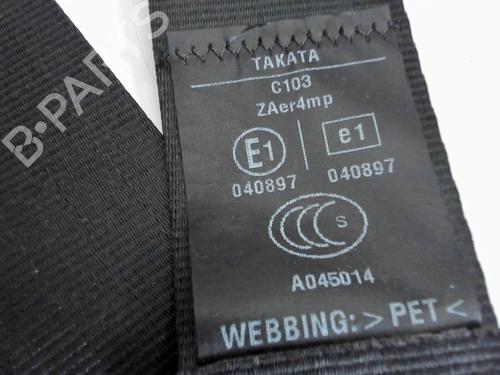 TAKATA
C103
ZAer4mp
E1 e1
040897 040897
S
A045014
WEBBING: > PET <
B-PARTS